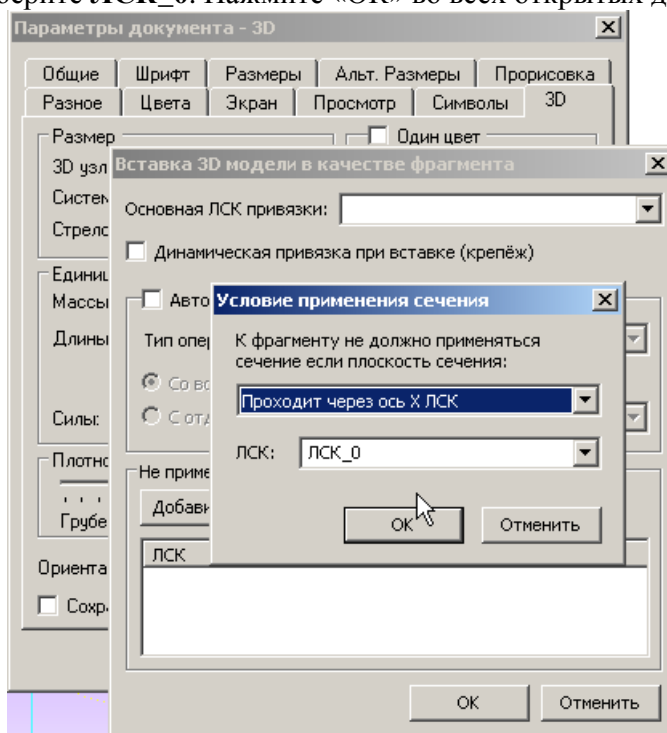 ЛСК_0. Нажмите «ОК» во всех открытых
Параметры документа - 3D
Общие Шрифт Размеры Альт. Размеры Прорисовка
Разное Цвета Экран Просмотр Символы 3D
Размер Один цвет
3D узл
Систем
Стрело
Единиц
Массы
Длины
Силы:
Плотно
Грубе
Ориента
Сохра
Вставка 3D модели в качестве фрагмента
Основная ЛСК привязки:
Динамическая привязка при вставке (крепёж)
Авто
Тип опер
Со вс
С отд
Не приме
Добави
ЛСК
Условие применения сечения
К фрагменту не должно применяться
сечение если плоскость сечения:
Проходит через ось X ЛСК
ЛСК: ЛСК_0
ОК Отменить
ОК Отменить